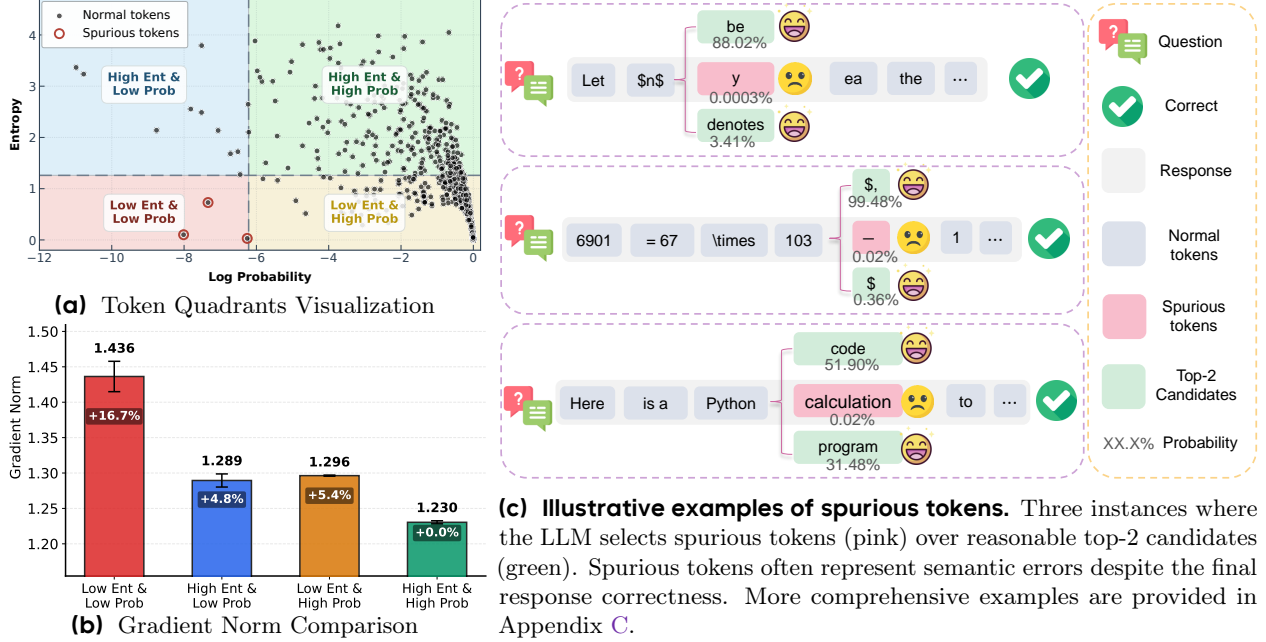 Normal tokens
Spurious tokens
High Ent &
Low Prob
High Ent &
High Prob
Low Ent &
Low Prob
Low Ent &
High Prob
Entropy
4
3
2
1
0
−12
−10
−8
−6
−4
−2
0
Log Probability
(a) Token Quadrants Visualization
Gradient Norm
1.50
1.45
1.40
1.35
1.30
1.25
1.20
1.436
+16.7%
1.289
+4.8%
1.296
+5.4%
1.230
+0.0%
Low Ent &
Low Prob
High Ent &
Low Prob
Low Ent &
High Prob
High Ent &
High Prob
(b) Gradient Norm Comparison
?
Let $n$
be
88.02%
y
0.0003%
denotes
3.41%
ea the ...
?
6901 = 67 \times 103
$,
99.48%
–
0.02%
$
0.36%
1 ...
?
Here is a Python
code
51.90%
calculation
0.02%
program
31.48%
to ...
?
Question
Correct
Response
Normal
tokens
Spurious
tokens
Top-2
Candidates
XX.X% Probability
(c) Illustrative examples of spurious tokens. Three instances where
the LLM selects spurious tokens (pink) over reasonable top-2 candidates
(green). Spurious tokens often represent semantic errors despite the final
response correctness. More comprehensive examples are provided in
Appendix C.